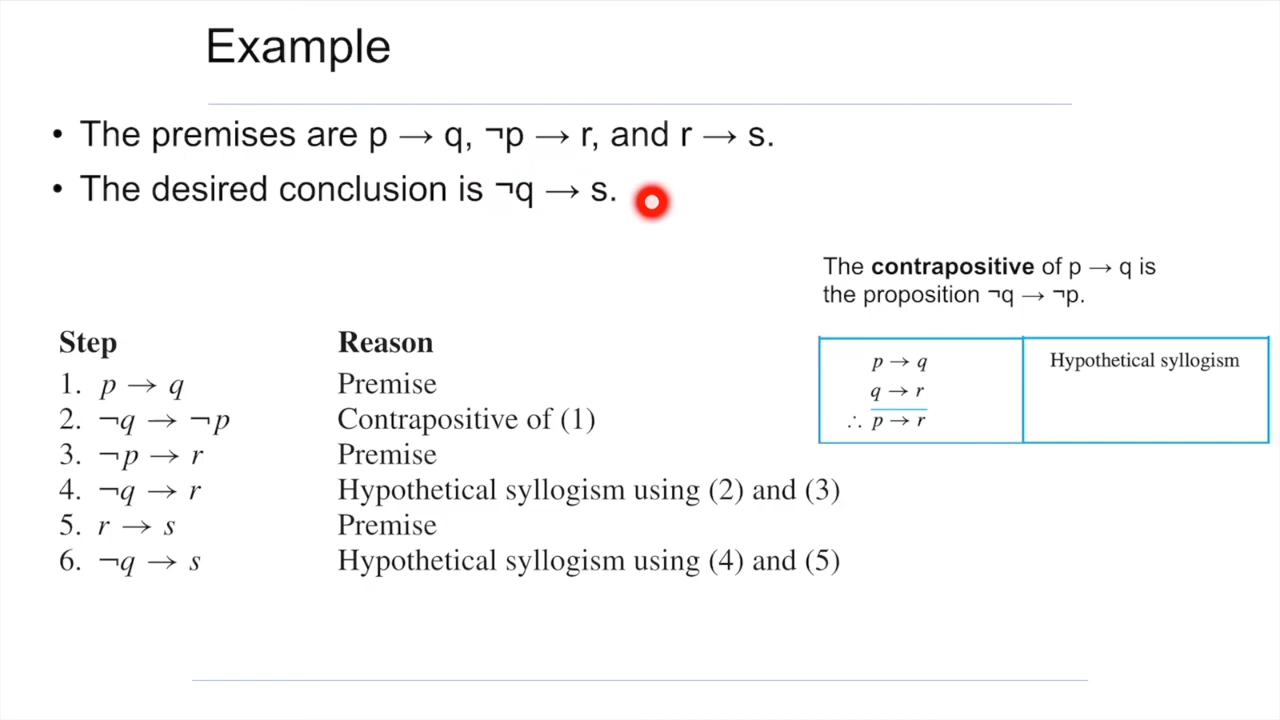 Example
• The premises are p → q, ¬p → r, and r → s.
• The desired conclusion is ¬q → s.
The contrapositive of p → q is
the proposition ¬q → ¬p.
Step Reason
1. p → q Premise
2. ¬q → ¬p Contrapositive of (1)
3. ¬p → r Premise
4. ¬q → r Hypothetical syllogism using (2) and (3)
5. r → s Premise
6. ¬q → s Hypothetical syllogism using (4) and (5)
p → q Hypothetical syllogism
q → r
∴ p → r